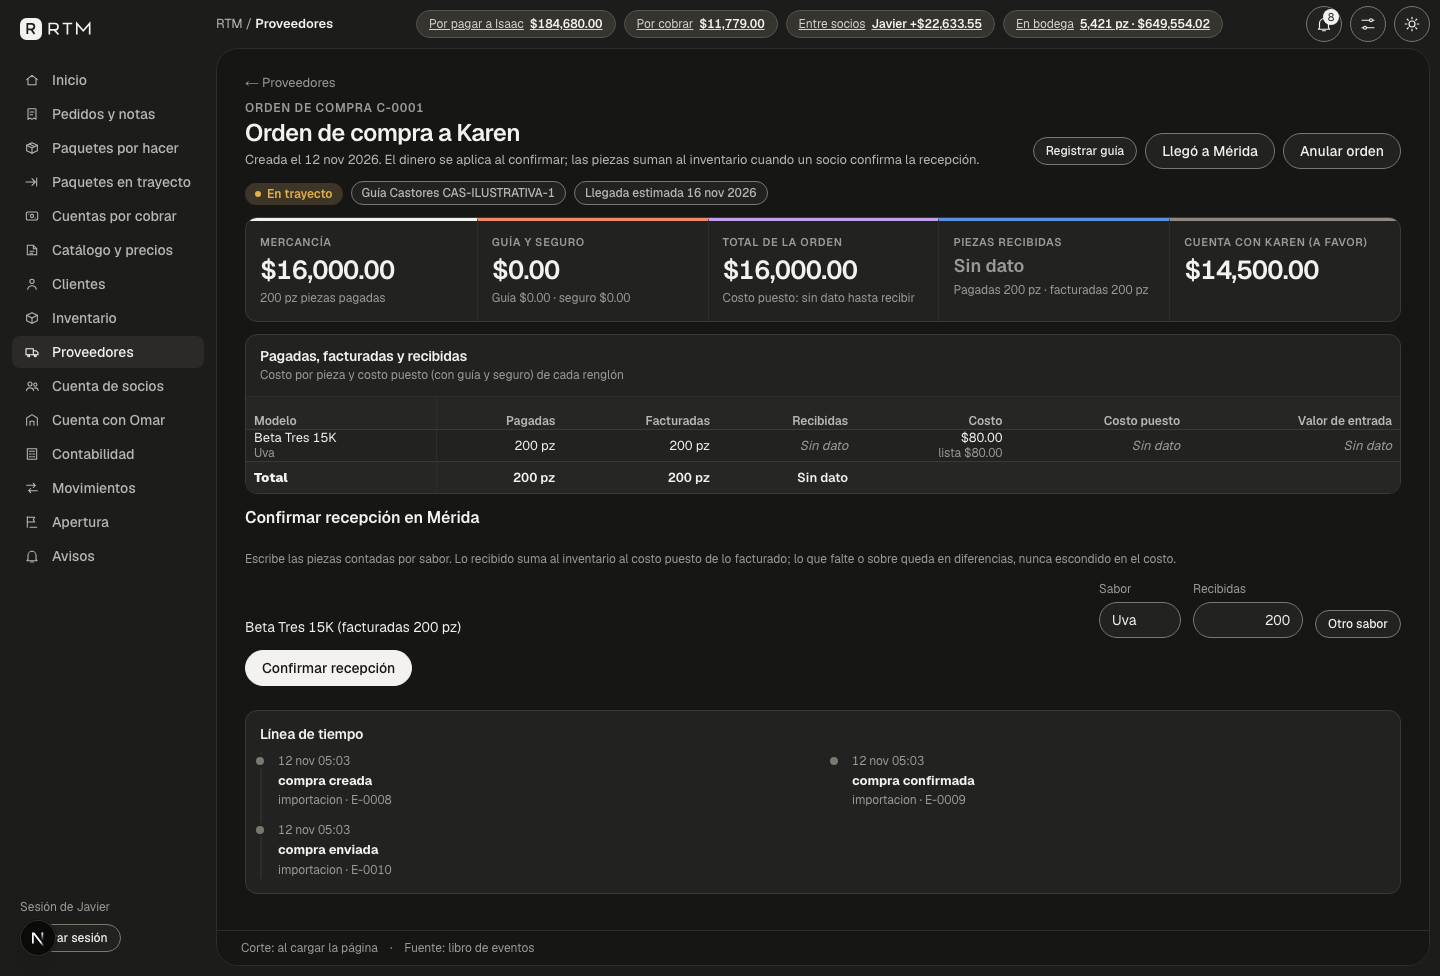 R RTM
RTM / Proveedores
Por pagar a Isaac $184,680.00
Por cobrar $11,779.00
Entre socios Javier +$22,633.55
En bodega 5,421 pz · $649,554.02
8
Inicio
Pedidos y notas
Paquetes por hacer
Paquetes en trayecto
Cuentas por cobrar
Catálogo y precios
Clientes
Inventario
Proveedores
Cuenta de socios
Cuenta con Omar
Contabilidad
Movimientos
Apertura
Avisos
Sesión de Javier
N ar sesión
← Proveedores
ORDEN DE COMPRA C-0001
Orden de compra a Karen
Creada el 12 nov 2026. El dinero se aplica al confirmar; las piezas suman al inventario cuando un socio confirma la recepción.
Registrar guía
Llegó a Mérida
Anular orden
En trayecto
Guía Castores CAS-ILUSTRATIVA-1
Llegada estimada 16 nov 2026
MERCANCÍA
$16,000.00
200 pz piezas pagadas
GUÍA Y SEGURO
$0.00
Guía $0.00 · seguro $0.00
TOTAL DE LA ORDEN
$16,000.00
Costo puesto: sin dato hasta recibir
PIEZAS RECIBIDAS
Sin dato
Pagadas 200 pz · facturadas 200 pz
CUENTA CON KAREN (A FAVOR)
$14,500.00
Pagadas, facturadas y recibidas
Costo por pieza y costo puesto (con guía y seguro) de cada renglón
Modelo Pagadas Facturadas Recibidas Costo Costo puesto Valor de entrada
Beta Tres 15K 200 pz 200 pz Sin dato $80.00 Sin dato Sin dato
Uva lista $80.00
Total 200 pz 200 pz Sin dato
Confirmar recepción en Mérida
Escribe las piezas contadas por sabor. Lo recibido suma al inventario al costo puesto de lo facturado; lo que falte o sobre queda en diferencias, nunca escondido en el costo.
Sabor Recibidas
Beta Tres 15K (facturadas 200 pz) Uva 200 Otro sabor
Confirmar recepción
Línea de tiempo
12 nov 05:03
compra creada
importacion · E-0008
12 nov 05:03
compra confirmada
importacion · E-0009
12 nov 05:03
compra enviada
importacion · E-0010
Corte: al cargar la página · Fuente: libro de eventos